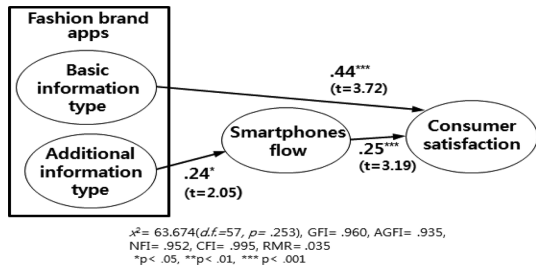 Fashion brand
apps
Basic
information
type
.44***
(t=3.72)
Smartphones
flow
Consumer
satisfaction
.25***
(t=3.19)
Additional
information
type
.24*
(t=2.05)
x²= 63.674(d.f.=57, p= .253), GFI= .960, AGFI= .935,
NFI= .952, CFI= .995, RMR= .035
*p< .05, **p< .01, *** p< .001